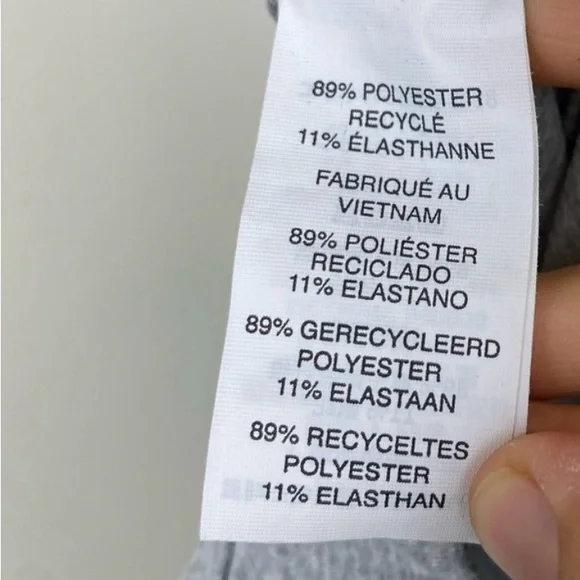 89% POLYESTER
RECYCLÉ
11% ÉLASTHANNE
FABRIQUÉ AU
VIETNAM
89% POLIÉSTER
RECICLADO
11% ELASTANO
89% GERECYCLEERD
POLYESTER
11% ELASTAAN
89% RECYCELTES
POLYESTER
11% ELASTHAN